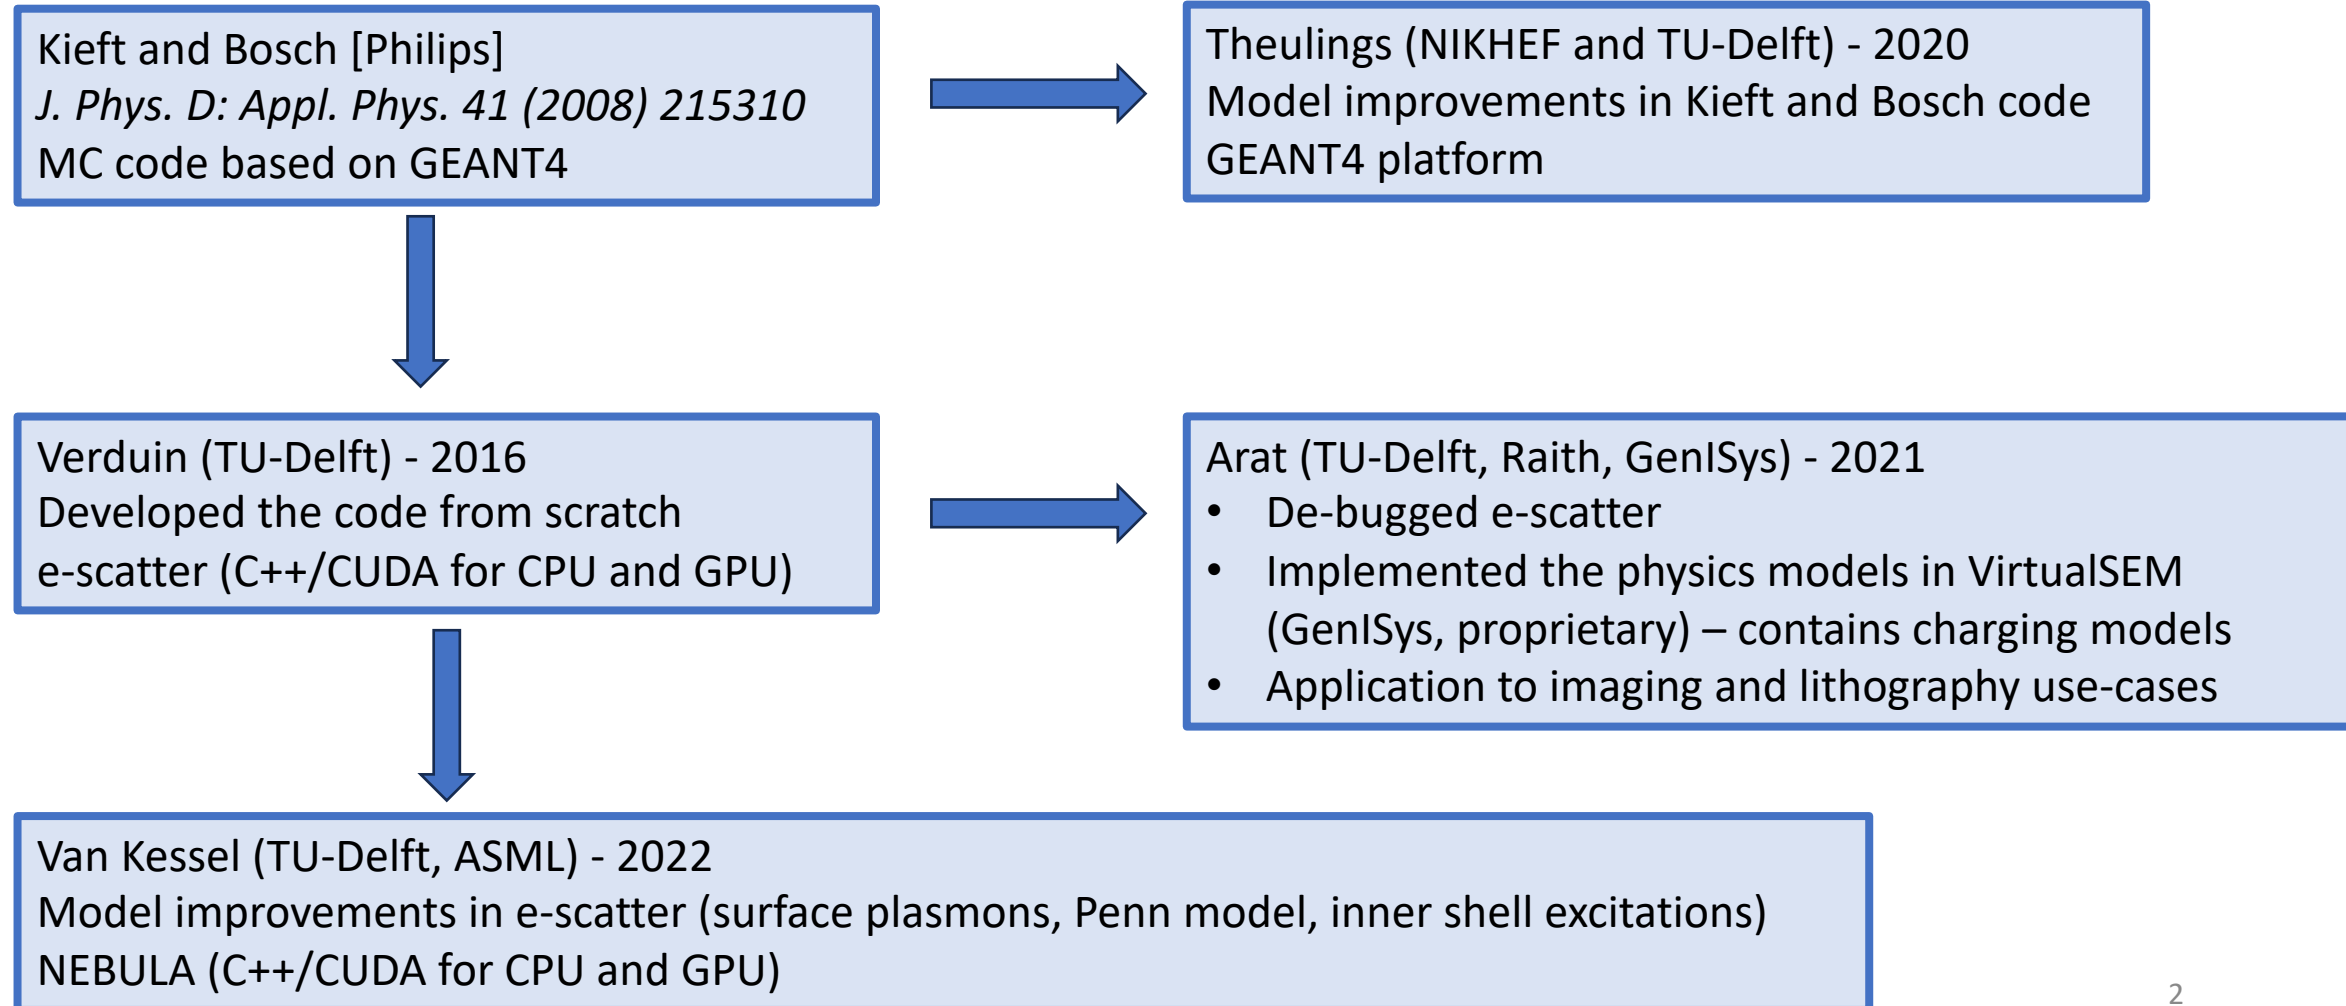 Kieft and Bosch [Philips]
J. Phys. D: Appl. Phys. 41 (2008) 215310
MC code based on GEANT4
Theulings (NIKHEF and TU-Delft) - 2020
Model improvements in Kieft and Bosch code
GEANT4 platform
Verduin (TU-Delft) - 2016
Developed the code from scratch
e-scatter (C++/CUDA for CPU and GPU)
Arat (TU-Delft, Raith, GenISys) - 2021
• De-bugged e-scatter
• Implemented the physics models in VirtualSEM
(GenISys, proprietary) – contains charging models
• Application to imaging and lithography use-cases
Van Kessel (TU-Delft, ASML) - 2022
Model improvements in e-scatter (surface plasmons, Penn model, inner shell excitations)
NEBULA (C++/CUDA for CPU and GPU)
2